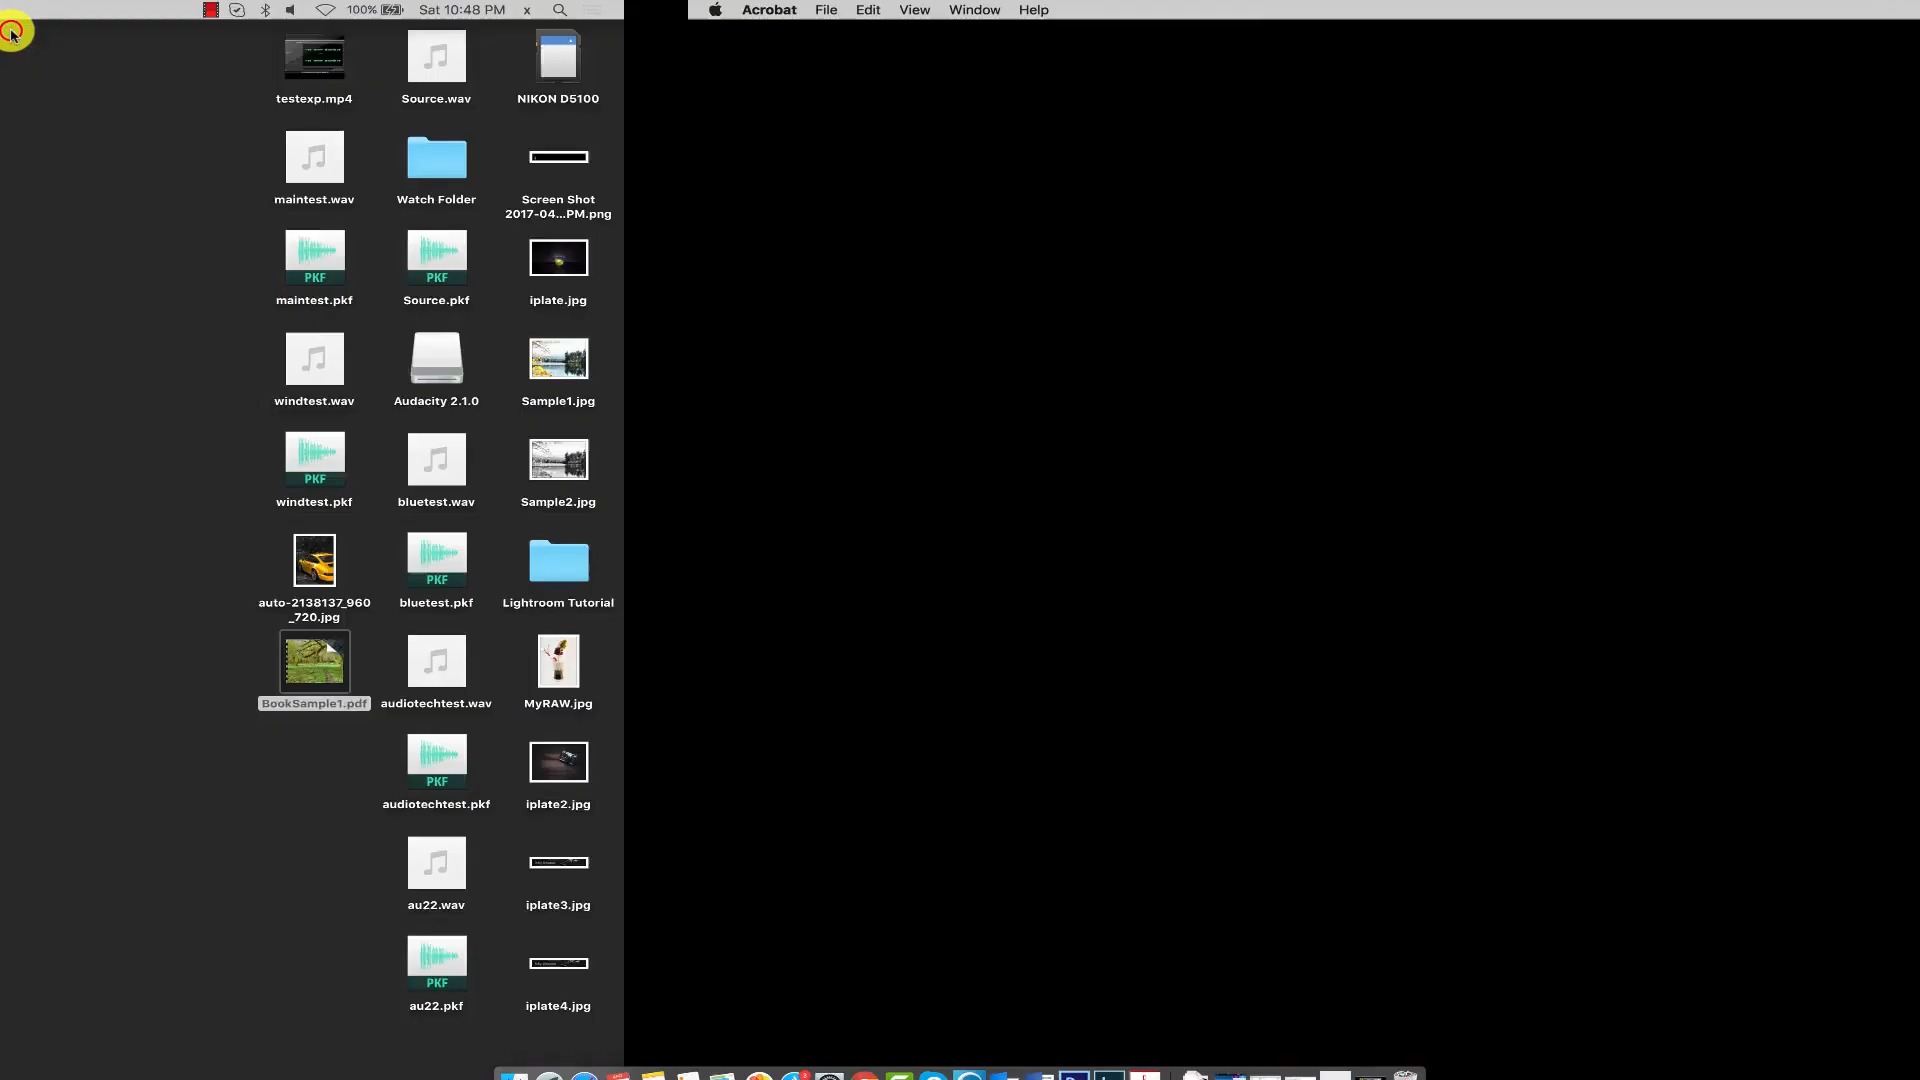 100% Sat 10:48 PM x
Acrobat File Edit View Window Help
testexp.mp4 Source.wav NIKON D5100
maintest.wav Watch Folder Screen Shot
2017-04...PM.png
PKF PKF
maintest.pkf Source.pkf iplate.jpg
windtest.wav Audacity 2.1.0 Sample1.jpg
PKF
windtest.pkf bluetest.wav Sample2.jpg
PKF
auto-2138137_960 bluetest.pkf Lightroom Tutorial
_720.jpg
BookSample1.pdf audiotechtest.wav MyRAW.jpg
PKF
audiotechtest.pkf iplate2.jpg
au22.wav iplate3.jpg
PKF
au22.pkf iplate4.jpg